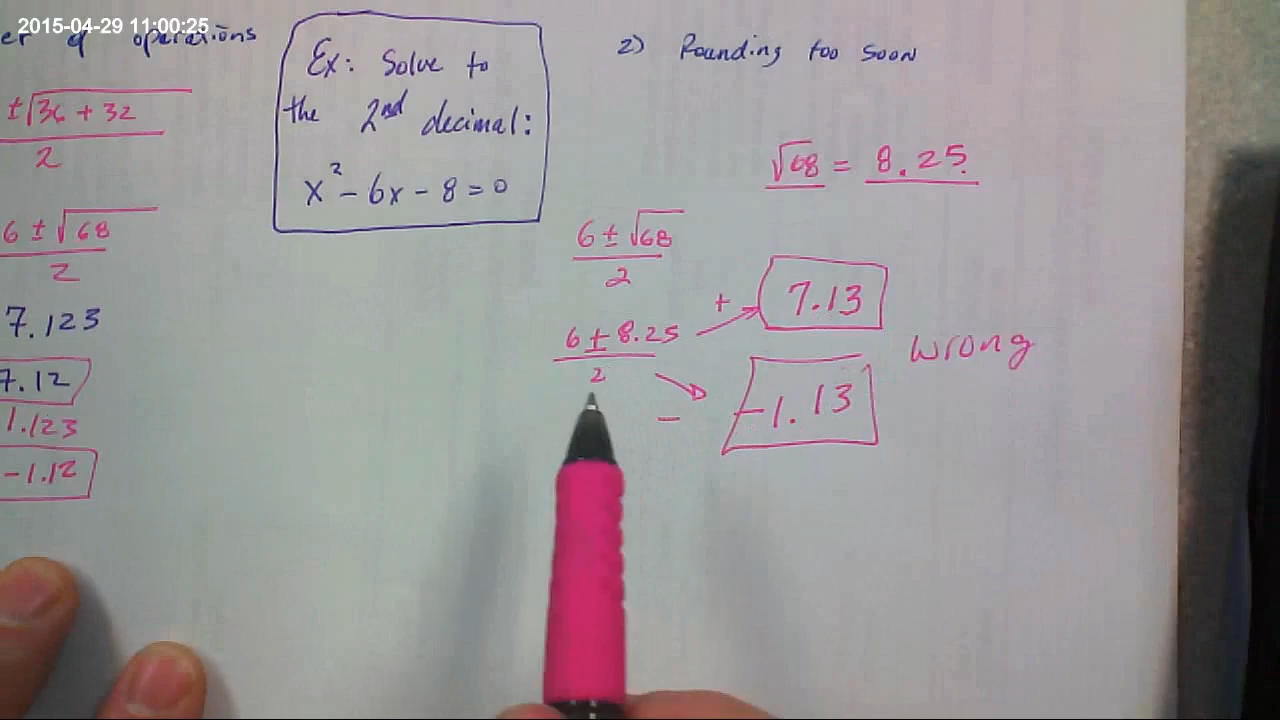 2015-04-29 11:00:25
er of operations
±√36 + 32
2
6 ± √68
2
7.123
7.12
1.123
-1.12
Ex: Solve to
the 2nd decimal:
x² - 6x - 8 = 0
2) Rounding too soon
√68 = 8.25
6 ± √68
2
6 ± 8.25
2
+
7.13
-
-1.13
Wrong